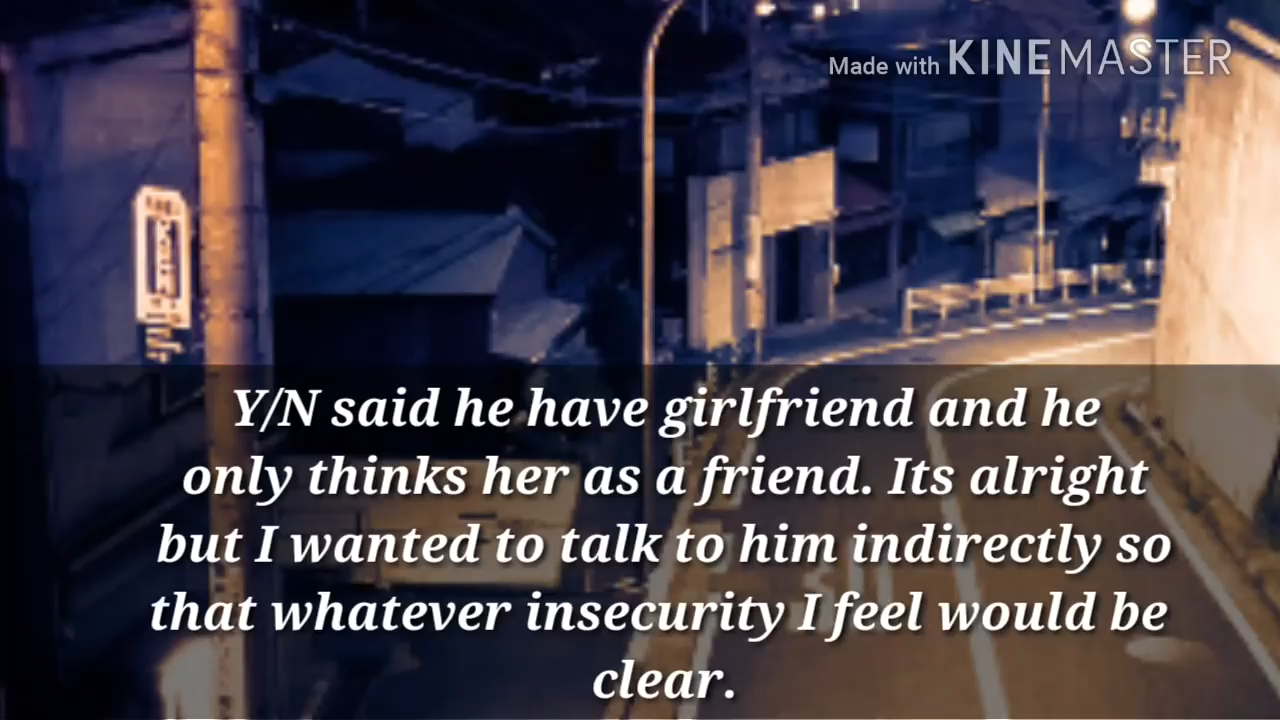 Made with KINEMASTER
Y/N said he have girlfriend and he
only thinks her as a friend. Its alright
but I wanted to talk to him indirectly so
that whatever insecurity I feel would be
clear.